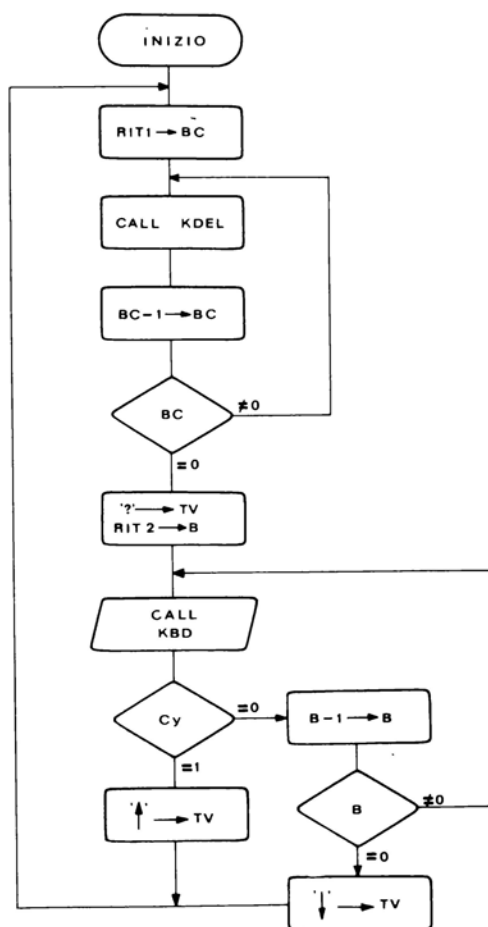 INIZIO
RIT1 → BC
CALL KDEL
BC-1 → BC
BC
≠0
=0
'?' → TV
RIT 2 → B
CALL
KBD
Cy
=0
B-1 → B
=1
B
≠0
'↑' → TV
=0
'↓' → TV